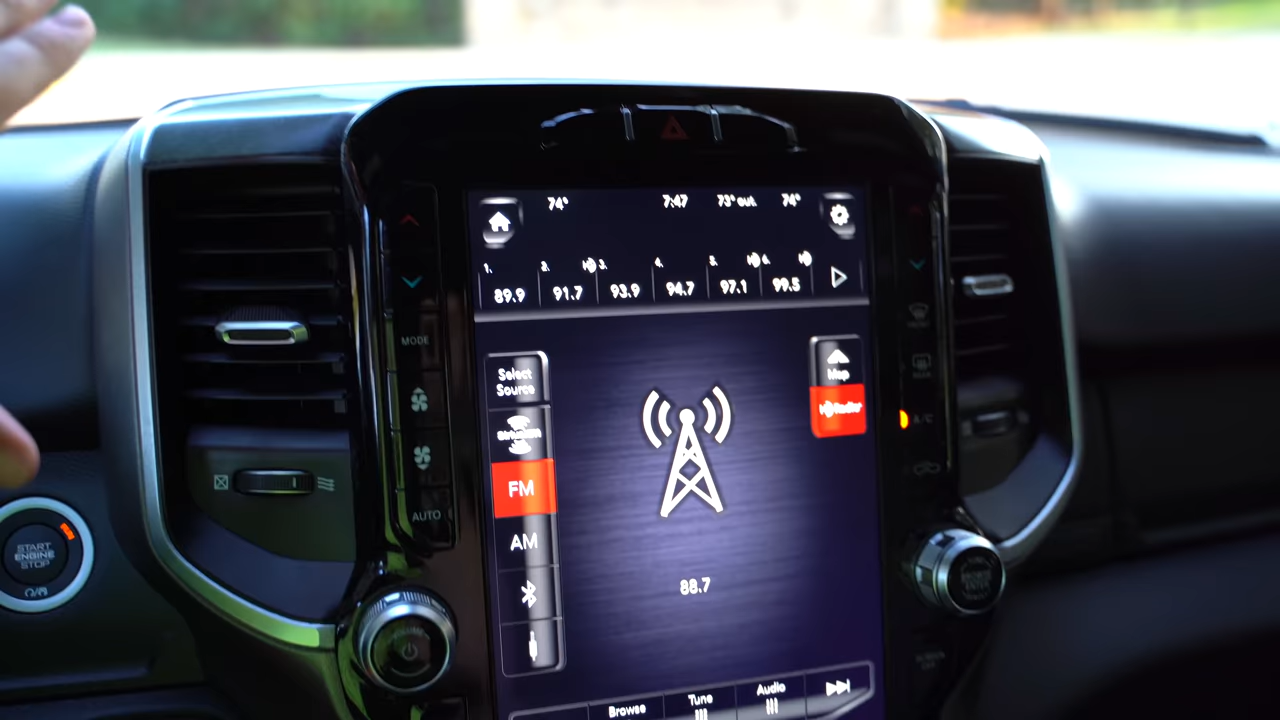 74° 7:47 73° out 74°
1. 2. 3. 4. 5. 6.
89.9 91.7 93.9 94.7 97.1 99.5
MODE
Select
Source
Map
HD Radio
SiriusXM
FM
A/C
AUTO
AM
START
ENGINE
STOP
88.7
Browse Tune Audio